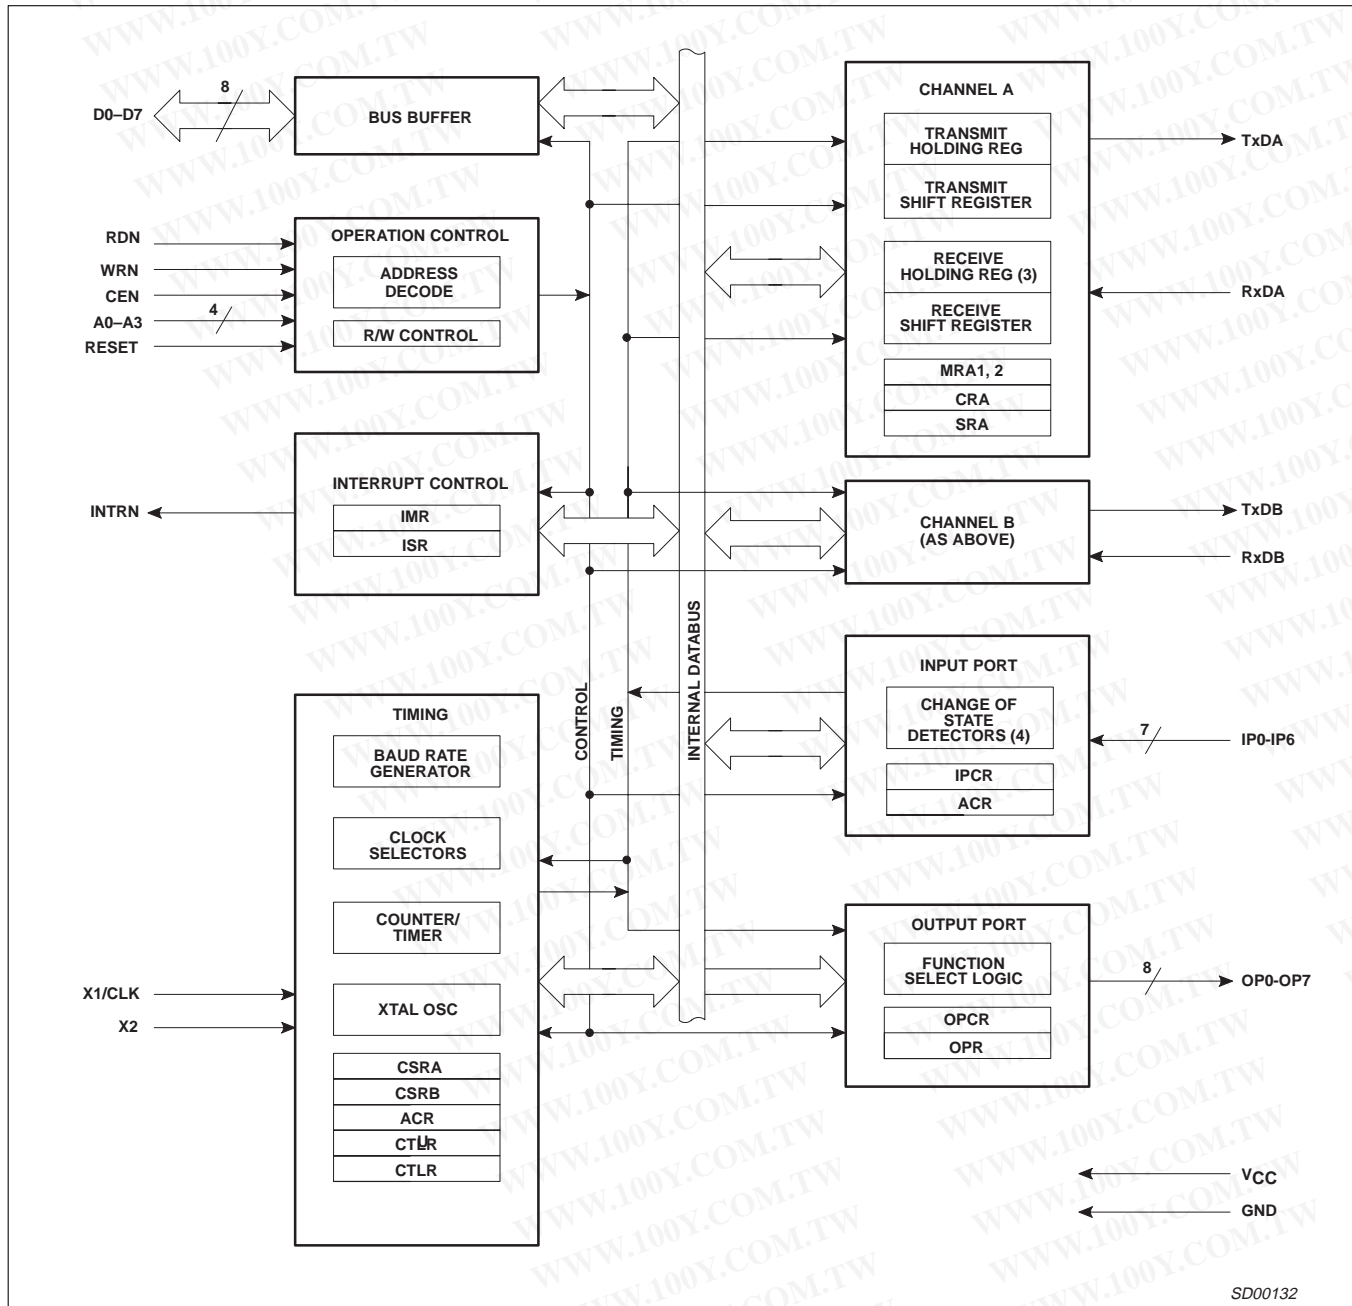 D0–D7
8
BUS BUFFER
RDN
WRN
CEN
A0–A3
4
RESET
OPERATION CONTROL
ADDRESS
DECODE
R/W CONTROL
INTRN
INTERRUPT CONTROL
IMR
ISR
TIMING
BAUD RATE
GENERATOR
CLOCK
SELECTORS
COUNTER/
TIMER
X1/CLK
X2
XTAL OSC
CSRA
CSRB
ACR
CTLR
CONTROL
TIMING
INTERNAL DATABUS
CHANNEL A
TRANSMIT
HOLDING REG
TRANSMIT
SHIFT REGISTER
RECEIVE
HOLDING REG (3)
RECEIVE
SHIFT REGISTER
MRA1, 2
CRA
SRA
TxDA
RxDA
CHANNEL B
(AS ABOVE)
TxDB
RxDB
INPUT PORT
CHANGE OF
STATE
DETECTORS (4)
IPCR
ACR
7
IP0-IP6
OUTPUT PORT
FUNCTION
SELECT LOGIC
OPCR
OPR
8
OP0-OP7
VCC
GND
SD00132
WWW.100Y.COM.TW